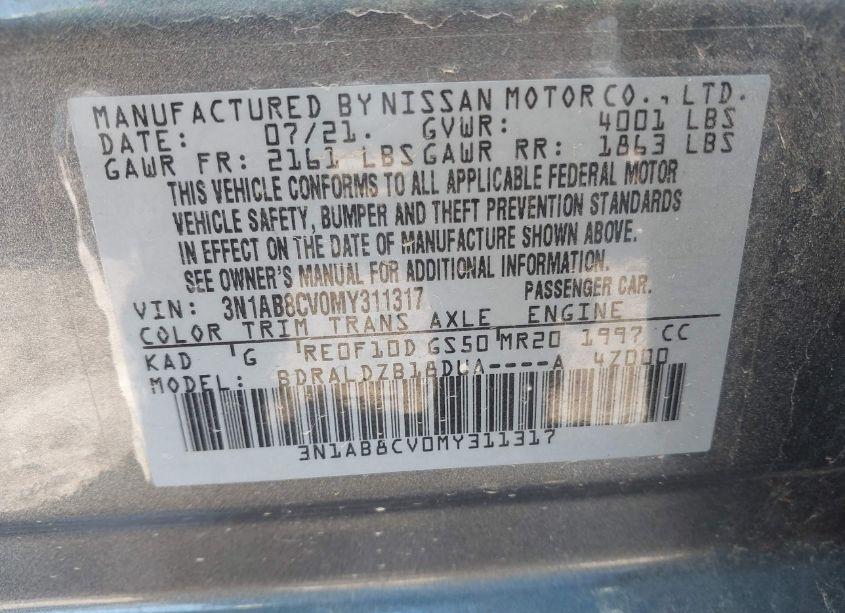 MANUFACTURED BY NISSAN MOTOR CO., LTD.
DATE: 07/21. GVWR: 4001 LBS
GAWR FR: 2161 LBS GAWR RR: 1863 LBS
THIS VEHICLE CONFORMS TO ALL APPLICABLE FEDERAL MOTOR
VEHICLE SAFETY, BUMPER AND THEFT PREVENTION STANDARDS
IN EFFECT ON THE DATE OF MANUFACTURE SHOWN ABOVE.
SEE OWNER'S MANUAL FOR ADDITIONAL INFORMATION.
VIN: 3N1AB8CV0MY311317 PASSENGER CAR.
COLOR TRIM TRANS AXLE ENGINE
KAD G RE0F10D GS50 MR20 1997 CC
MODEL: BDRALDZB18DUA----A 4Z000
3N1AB8CV0MY311317